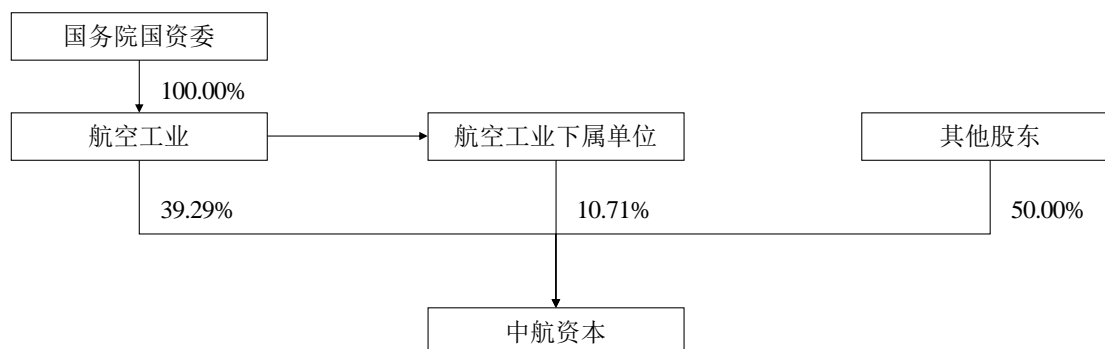 国务院国资委
100.00%
航空工业
航空工业下属单位
其他股东
39.29%
10.71%
50.00%
中航资本